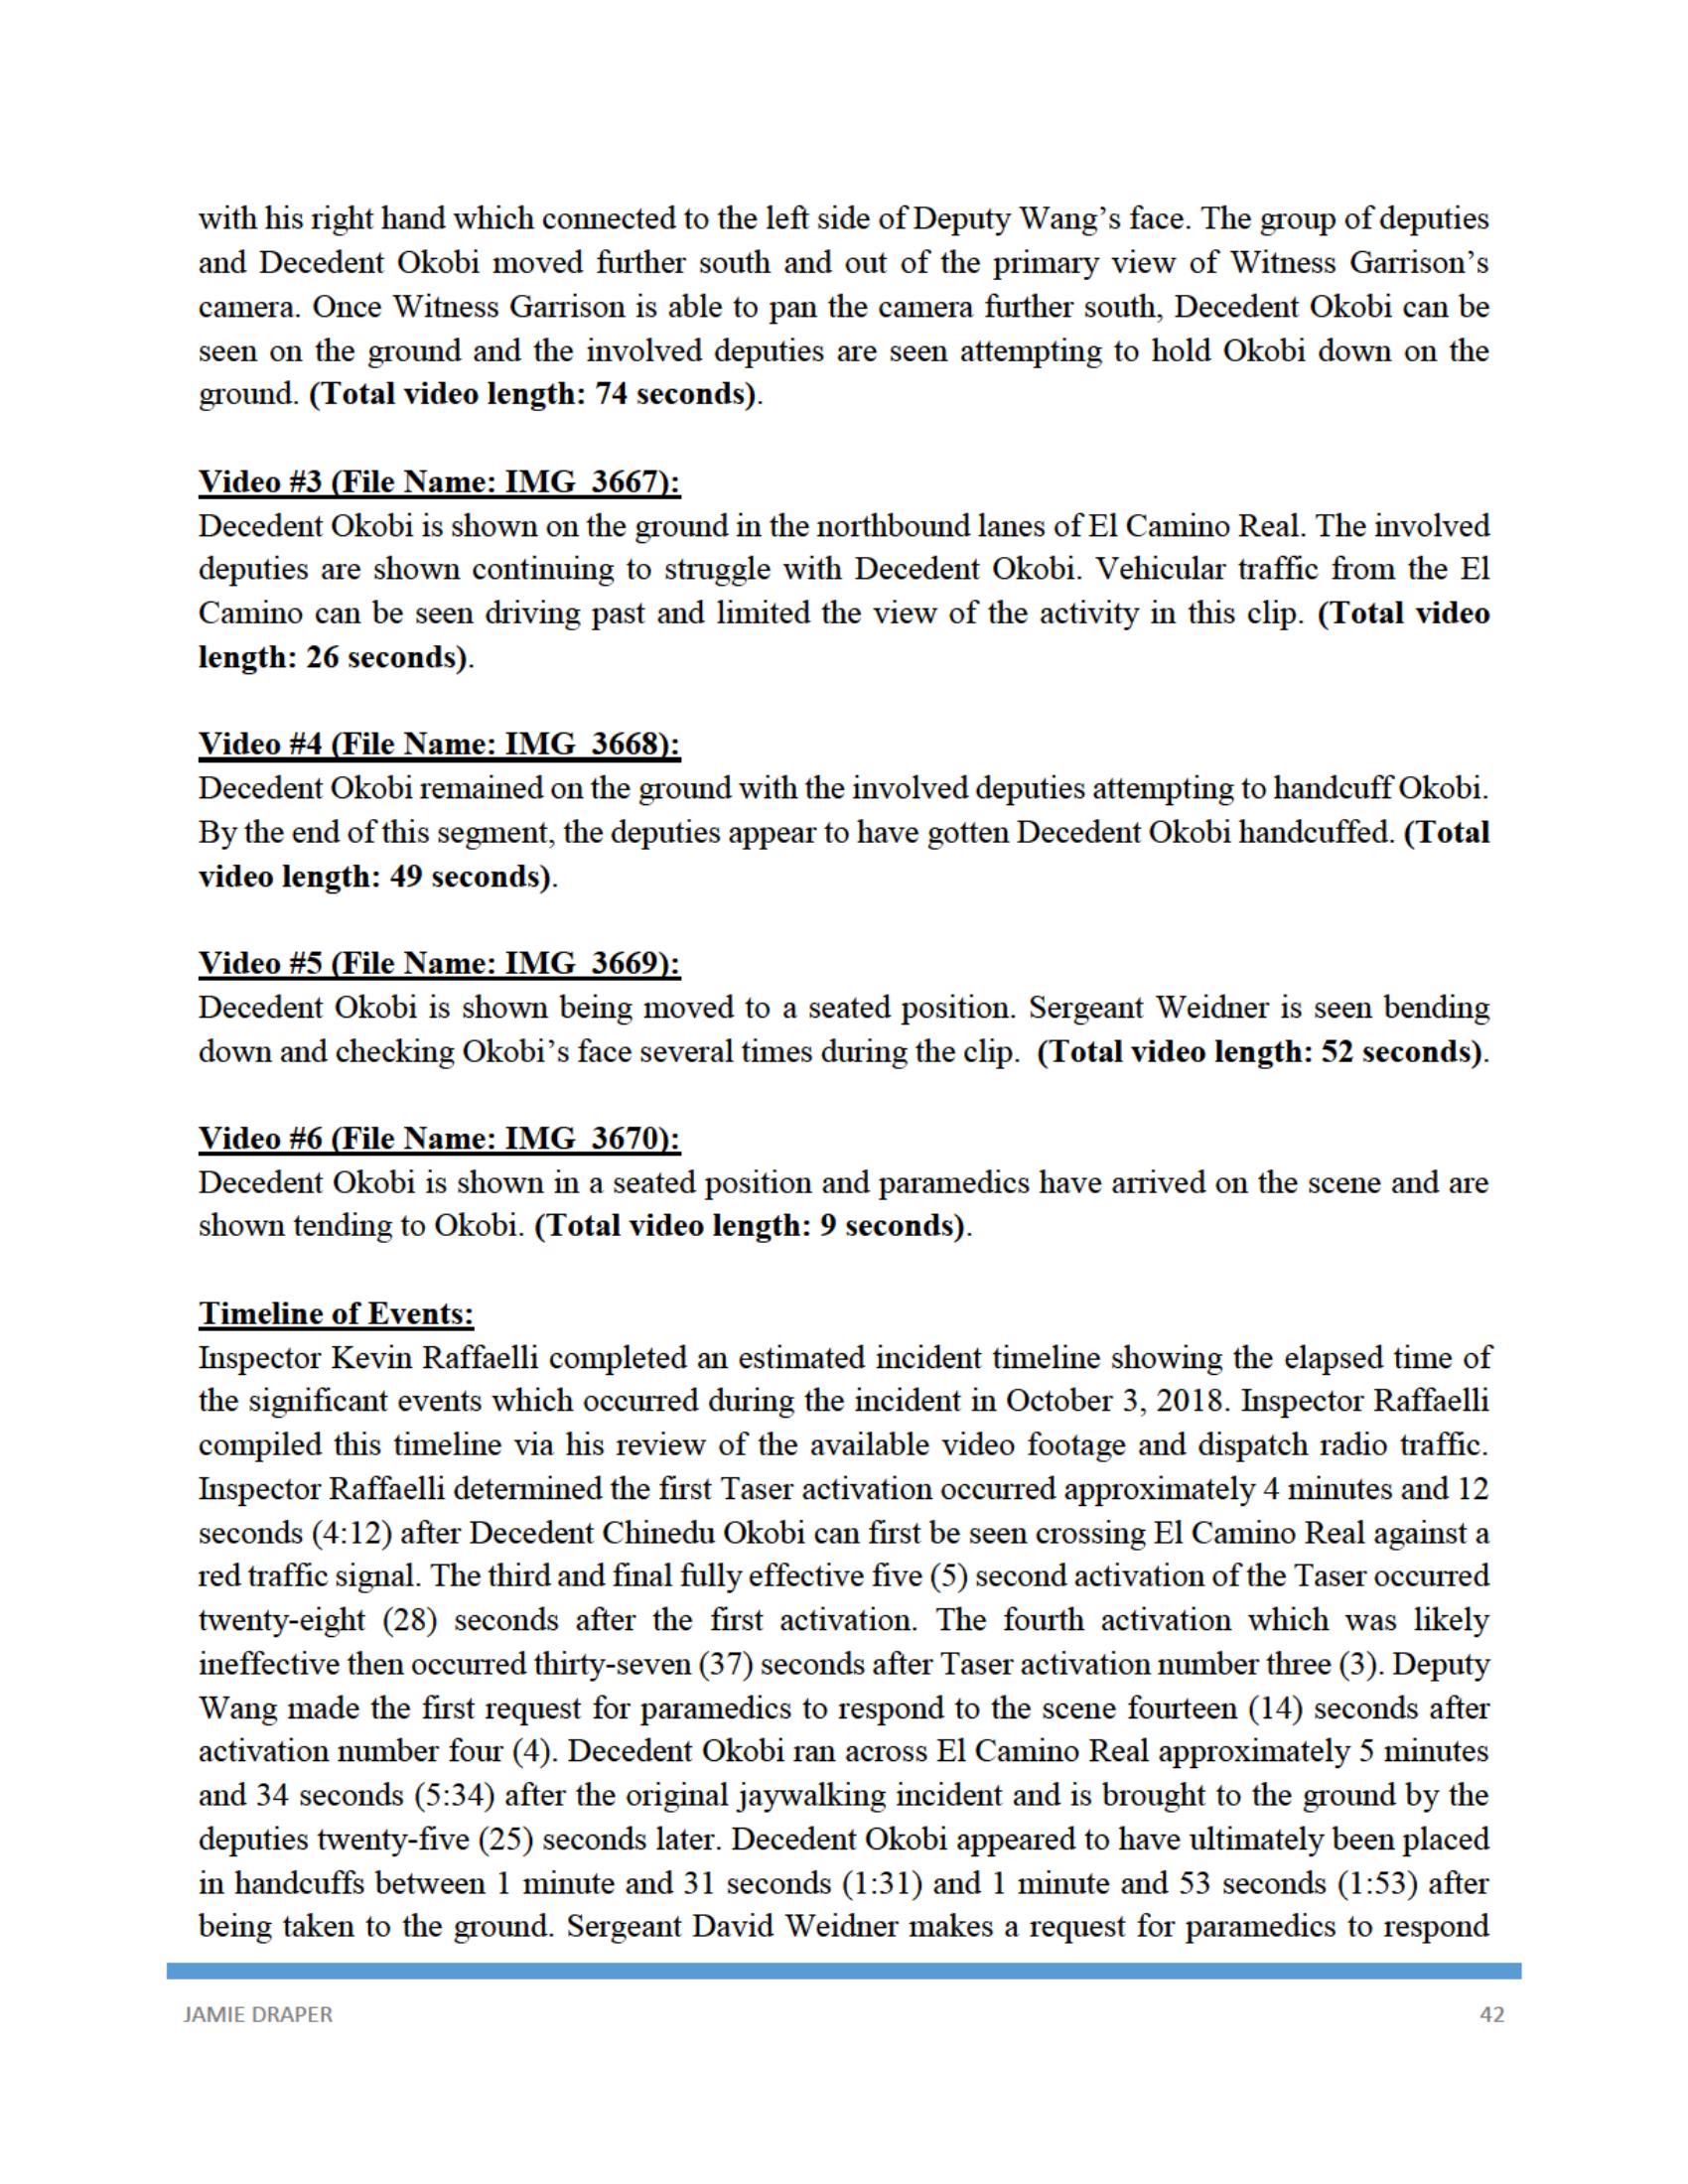 with his right hand which connected to the left side of Deputy Wang’s face. The group of deputies
and Decedent Okobi moved further south and out of the primary view of Witness Garrison’s
camera. Once Witness Garrison is able to pan the camera further south, Decedent Okobi can be
seen on the ground and the involved deputies are seen attempting to hold Okobi down on the
ground. (Total video length: 74 seconds).
Video #3 (File Name: IMG_3667):
Decedent Okobi is shown on the ground in the northbound lanes of El Camino Real. The involved
deputies are shown continuing to struggle with Decedent Okobi. Vehicular traffic from the El
Camino can be seen driving past and limited the view of the activity in this clip. (Total video
length: 26 seconds).
Video #4 (File Name: IMG_3668):
Decedent Okobi remained on the ground with the involved deputies attempting to handcuff Okobi.
By the end of this segment, the deputies appear to have gotten Decedent Okobi handcuffed. (Total
video length: 49 seconds).
Video #5 (File Name: IMG_3669):
Decedent Okobi is shown being moved to a seated position. Sergeant Weidner is seen bending
down and checking Okobi’s face several times during the clip. (Total video length: 52 seconds).
Video #6 (File Name: IMG_3670):
Decedent Okobi is shown in a seated position and paramedics have arrived on the scene and are
shown tending to Okobi. (Total video length: 9 seconds).
Timeline of Events:
Inspector Kevin Raffaelli completed an estimated incident timeline showing the elapsed time of
the significant events which occurred during the incident in October 3, 2018. Inspector Raffaelli
compiled this timeline via his review of the available video footage and dispatch radio traffic.
Inspector Raffaelli determined the first Taser activation occurred approximately 4 minutes and 12
seconds (4:12) after Decedent Chinedu Okobi can first be seen crossing El Camino Real against a
red traffic signal. The third and final fully effective five (5) second activation of the Taser occurred
twenty-eight (28) seconds after the first activation. The fourth activation which was likely
ineffective then occurred thirty-seven (37) seconds after Taser activation number three (3). Deputy
Wang made the first request for paramedics to respond to the scene fourteen (14) seconds after
activation number four (4). Decedent Okobi ran across El Camino Real approximately 5 minutes
and 34 seconds (5:34) after the original jaywalking incident and is brought to the ground by the
deputies twenty-five (25) seconds later. Decedent Okobi appeared to have ultimately been placed
in handcuffs between 1 minute and 31 seconds (1:31) and 1 minute and 53 seconds (1:53) after
being taken to the ground. Sergeant David Weidner makes a request for paramedics to respond
JAMIE DRAPER 42